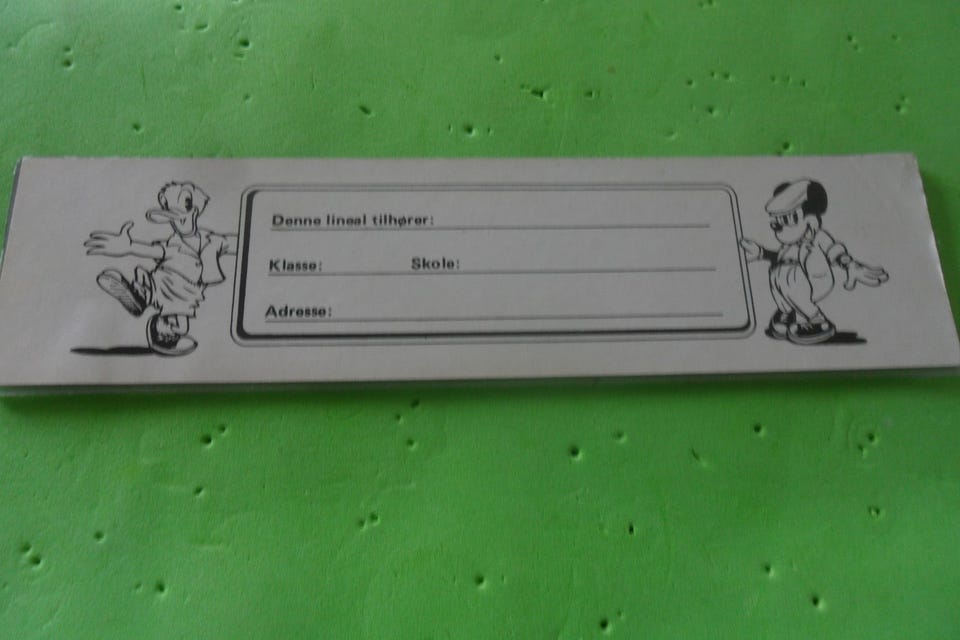 Denne lineal tilhører:
Klasse: Skole:
Adresse: